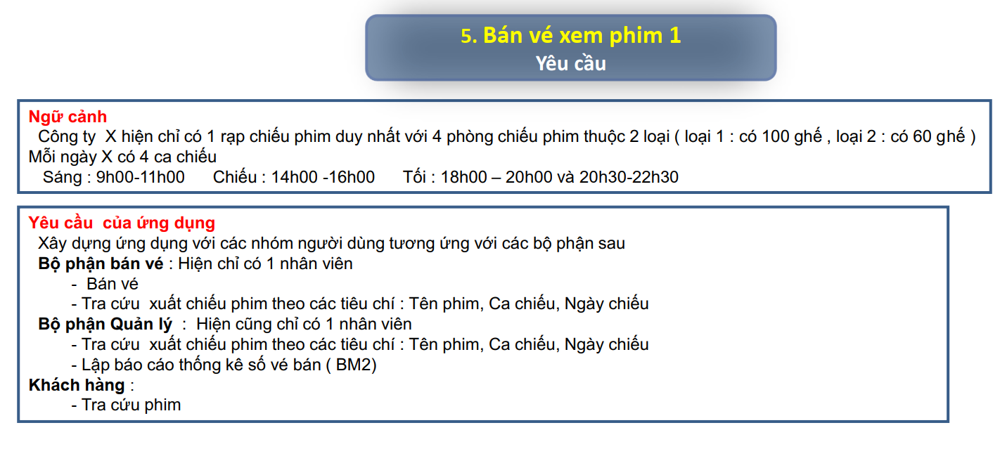 5. Bán vé xem phim 1
Yêu cầu
Ngữ cảnh
Công ty X hiện chỉ có 1 rạp chiếu phim duy nhất với 4 phòng chiếu phim thuộc 2 loại ( loại 1 : có 100 ghế , loại 2 : có 60 ghế )
Mỗi ngày X có 4 ca chiếu
Sáng : 9h00-11h00 Chiếu : 14h00 -16h00 Tối : 18h00 – 20h00 và 20h30-22h30
Yêu cầu của ứng dụng
Xây dựng ứng dụng với các nhóm người dùng tương ứng với các bộ phận sau
Bộ phận bán vé : Hiện chỉ có 1 nhân viên
- Bán vé
- Tra cứu xuất chiếu phim theo các tiêu chí : Tên phim, Ca chiếu, Ngày chiếu
Bộ phận Quản lý : Hiện cũng chỉ có 1 nhân viên
- Tra cứu xuất chiếu phim theo các tiêu chí : Tên phim, Ca chiếu, Ngày chiếu
- Lập báo cáo thống kê số vé bán ( BM2)
Khách hàng :
- Tra cứu phim